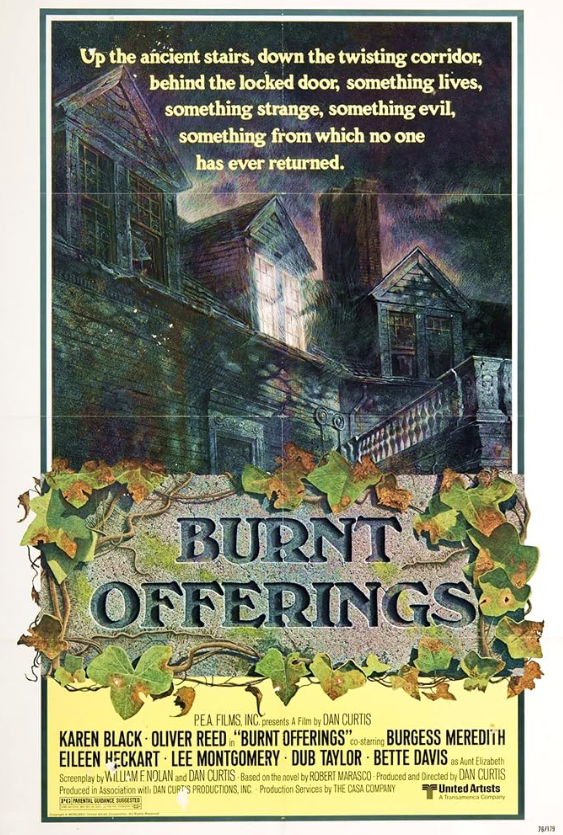 Up the ancient stairs, down the twisting corridor,
behind the locked door, something lives,
something strange, something evil,
something from which no one
has ever returned.
BURNT
OFFERINGS
P.E.A. FILMS, INC. presents A Film by DAN CURTIS
KAREN BLACK · OLIVER REED in "BURNT OFFERINGS" co-starring BURGESS MEREDITH
EILEEN HECKART · LEE MONTGOMERY · DUB TAYLOR · BETTE DAVIS as Aunt Elizabeth
Screenplay by WILLIAM F. NOLAN and DAN CURTIS · Based on the novel by ROBERT MARASCO · Produced and Directed by DAN CURTIS
Produced in Association with DAN CURTIS PRODUCTIONS, INC. · Production Services by THE CASA COMPANY
PG PARENTAL GUIDANCE SUGGESTED
United Artists
A Transamerica Company
76/179